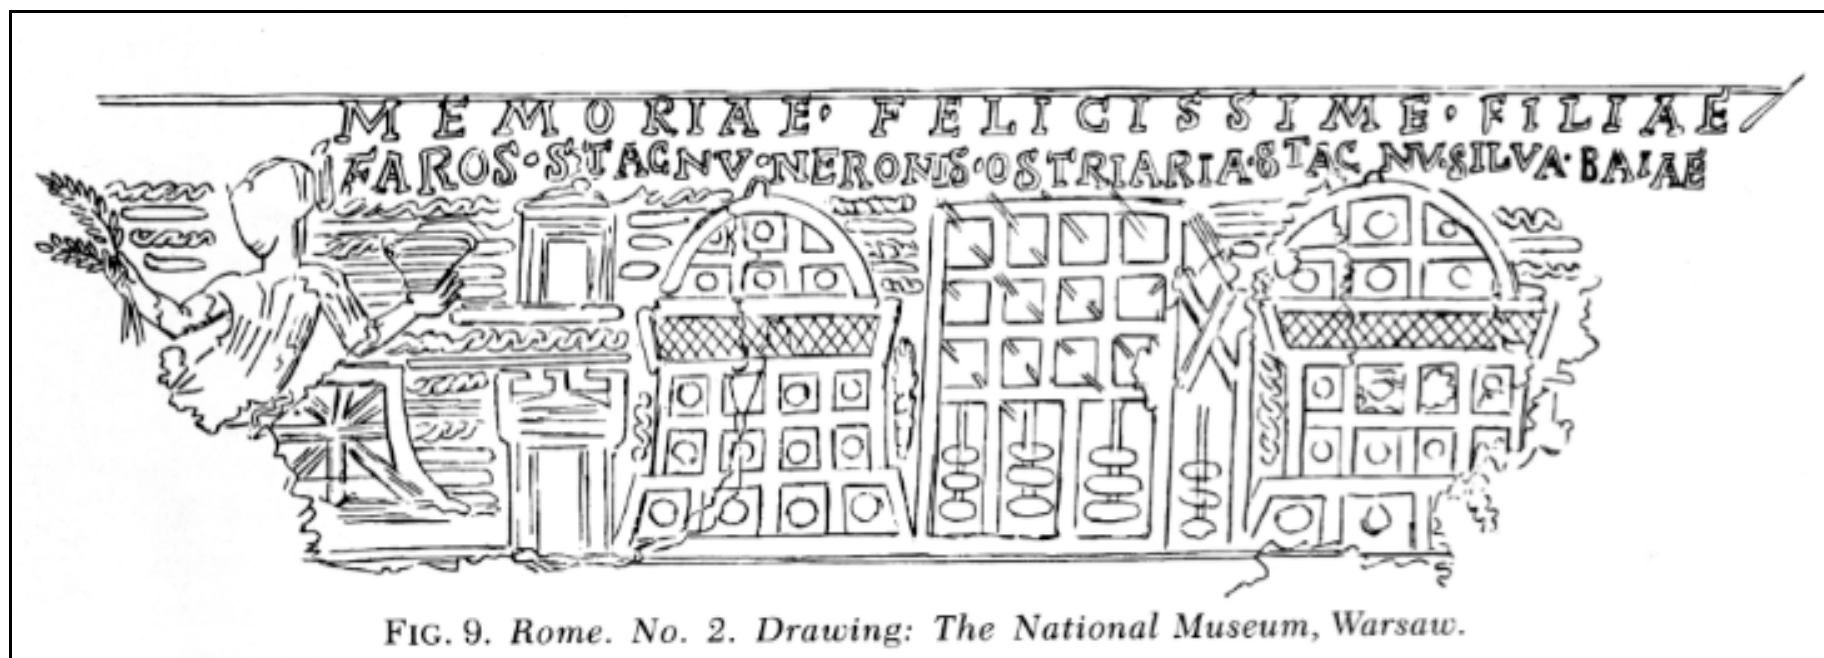 MEMORIAE· FELICISSIME· FILIAE
FAROS·STAGNV·NERONIS·OSTRIARIA·STAGNV·SILVA·BAIAE
FIG. 9. Rome. No. 2. Drawing: The National Museum, Warsaw.